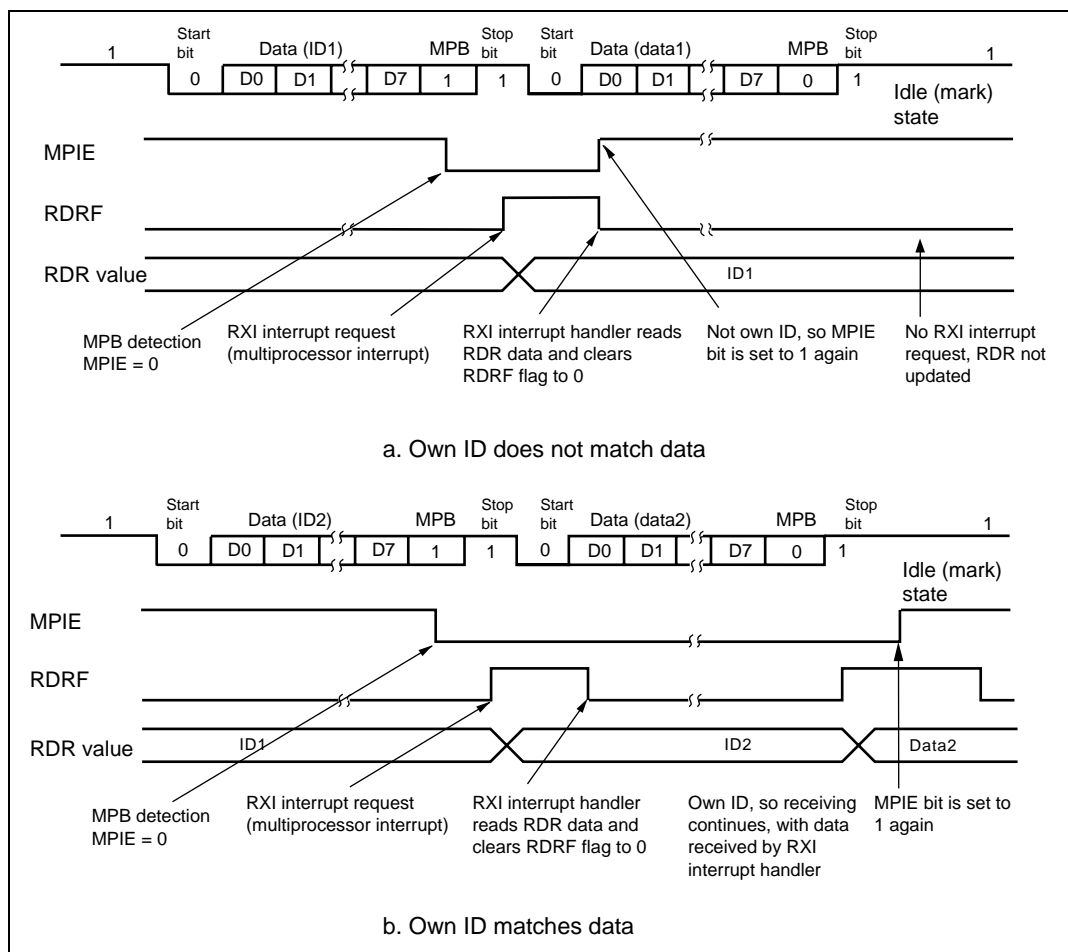 1
Start bit
Data (ID1)
MPB
Stop bit
Start bit
Data (data1)
MPB
Stop bit
1
0 D0 D1 D7 1 1 0 D0 D1 D7 0 1
Idle (mark) state
MPIE
RDRF
RDR value
ID1
MPB detection
MPIE = 0
RXI interrupt request
(multiprocessor interrupt)
RXI interrupt handler reads
RDR data and clears
RDRF flag to 0
Not own ID, so MPIE
bit is set to 1 again
No RXI interrupt
request, RDR not
updated
a. Own ID does not match data
1
Start bit
Data (ID2)
MPB
Stop bit
Start bit
Data (data2)
MPB
Stop bit
1
0 D0 D1 D7 1 1 0 D0 D1 D7 0 1
Idle (mark) state
MPIE
RDRF
RDR value
ID1
ID2
Data2
MPB detection
MPIE = 0
RXI interrupt request
(multiprocessor interrupt)
RXI interrupt handler
reads RDR data and
clears RDRF flag to 0
Own ID, so receiving
continues, with data
received by RXI
interrupt handler
MPIE bit is set to
1 again
b. Own ID matches data